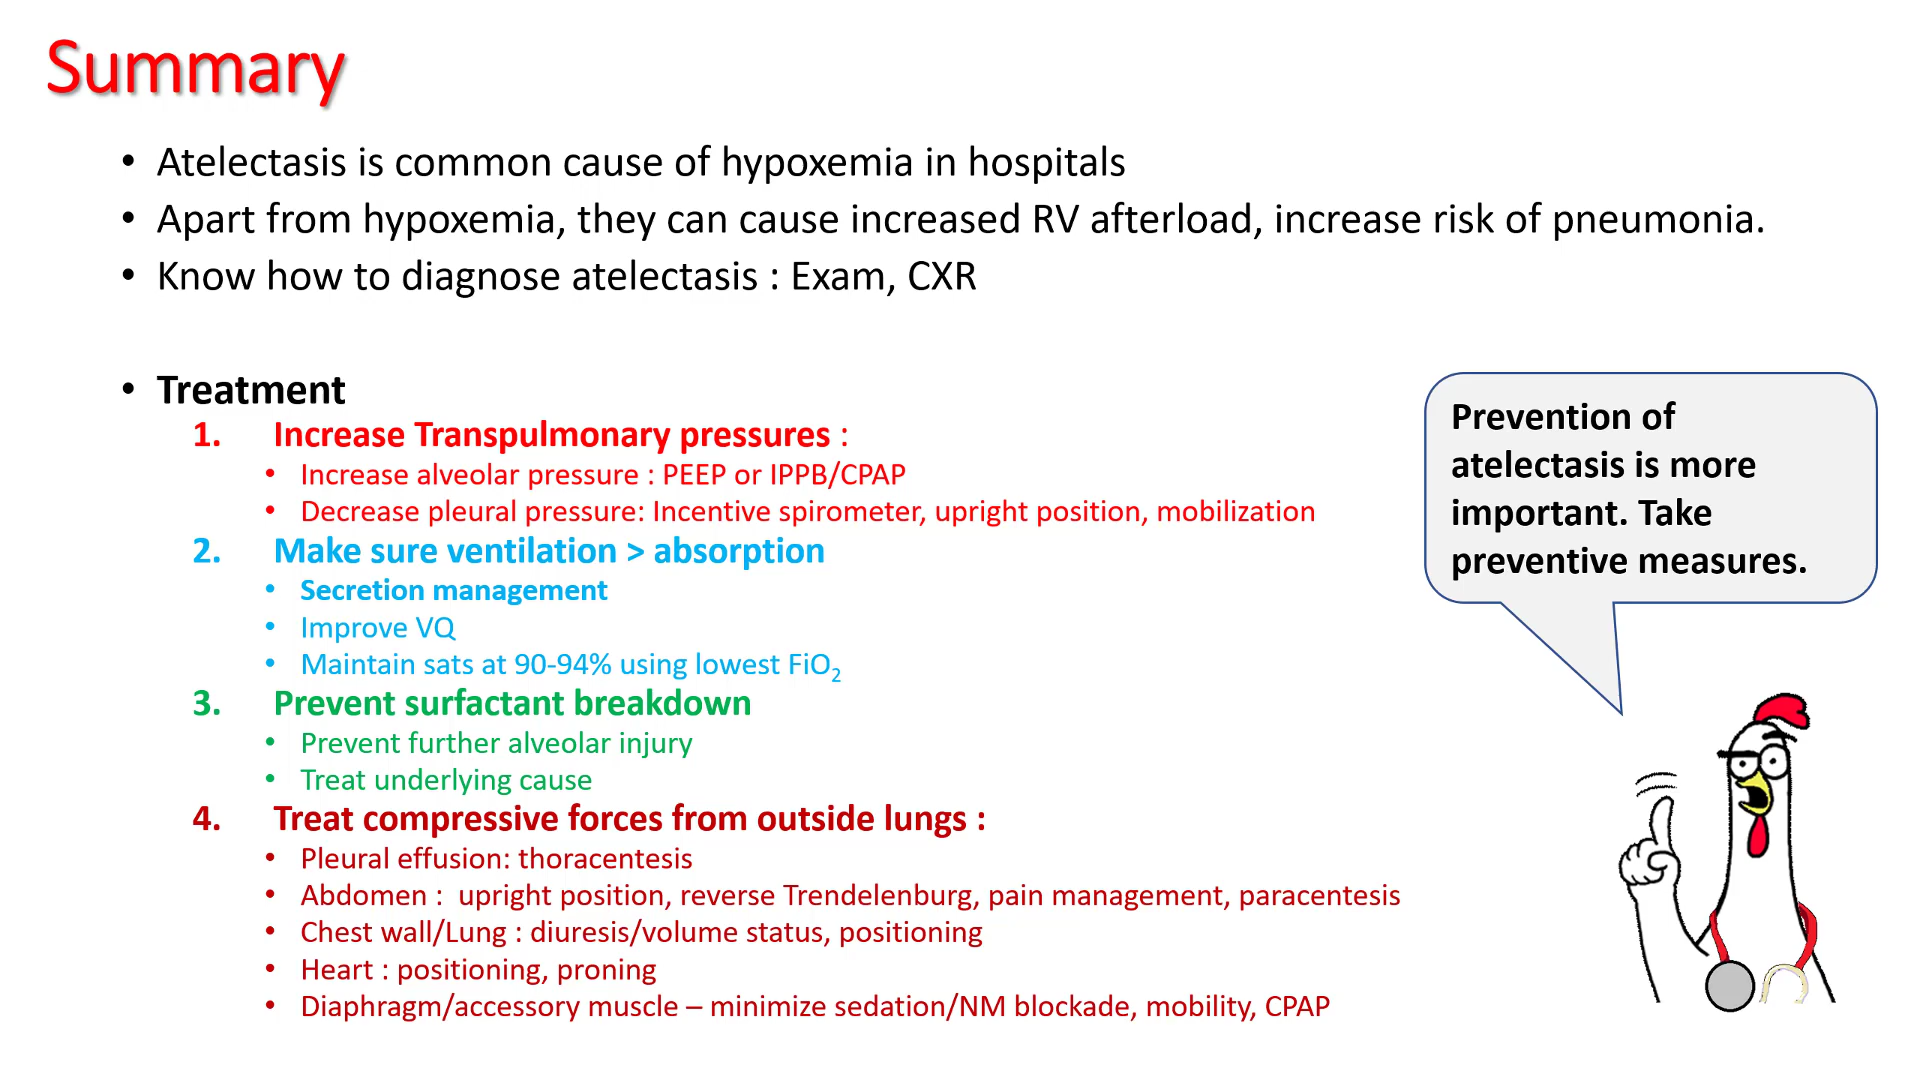 Summary
• Atelectasis is common cause of hypoxemia in hospitals
• Apart from hypoxemia, they can cause increased RV afterload, increase risk of pneumonia.
• Know how to diagnose atelectasis : Exam, CXR
• Treatment
1. Increase Transpulmonary pressures :
• Increase alveolar pressure : PEEP or IPPB/CPAP
• Decrease pleural pressure: Incentive spirometer, upright position, mobilization
2. Make sure ventilation > absorption
• Secretion management
• Improve VQ
• Maintain sats at 90-94% using lowest FiO₂
3. Prevent surfactant breakdown
• Prevent further alveolar injury
• Treat underlying cause
4. Treat compressive forces from outside lungs :
• Pleural effusion: thoracentesis
• Abdomen : upright position, reverse Trendelenburg, pain management, paracentesis
• Chest wall/Lung : diuresis/volume status, positioning
• Heart : positioning, proning
• Diaphragm/accessory muscle – minimize sedation/NM blockade, mobility, CPAP
Prevention of
atelectasis is more
important. Take
preventive measures.